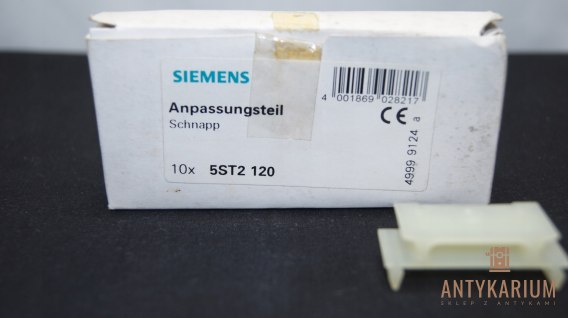 SIEMENS
Anpassungsteil
Schnapp
10x 5ST2 120
4 001869 028217
CE
4999 9124 a
ANTYKARIUM
SKLEP Z ANTYKAMI